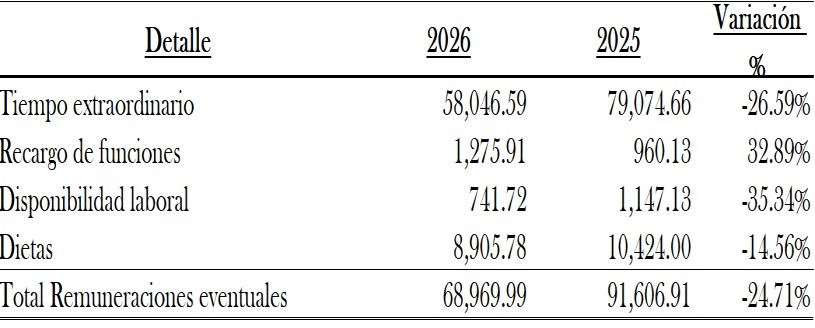 Detalle 2026 2025 Variación %
Tiempo extraordinario 58,046.59 79,074.66 -26.59%
Recargo de funciones 1,275.91 960.13 32.89%
Disponibilidad laboral 741.72 1,147.13 -35.34%
Dietas 8,905.78 10,424.00 -14.56%
Total Remuneraciones eventuales 68,969.99 91,606.91 -24.71%